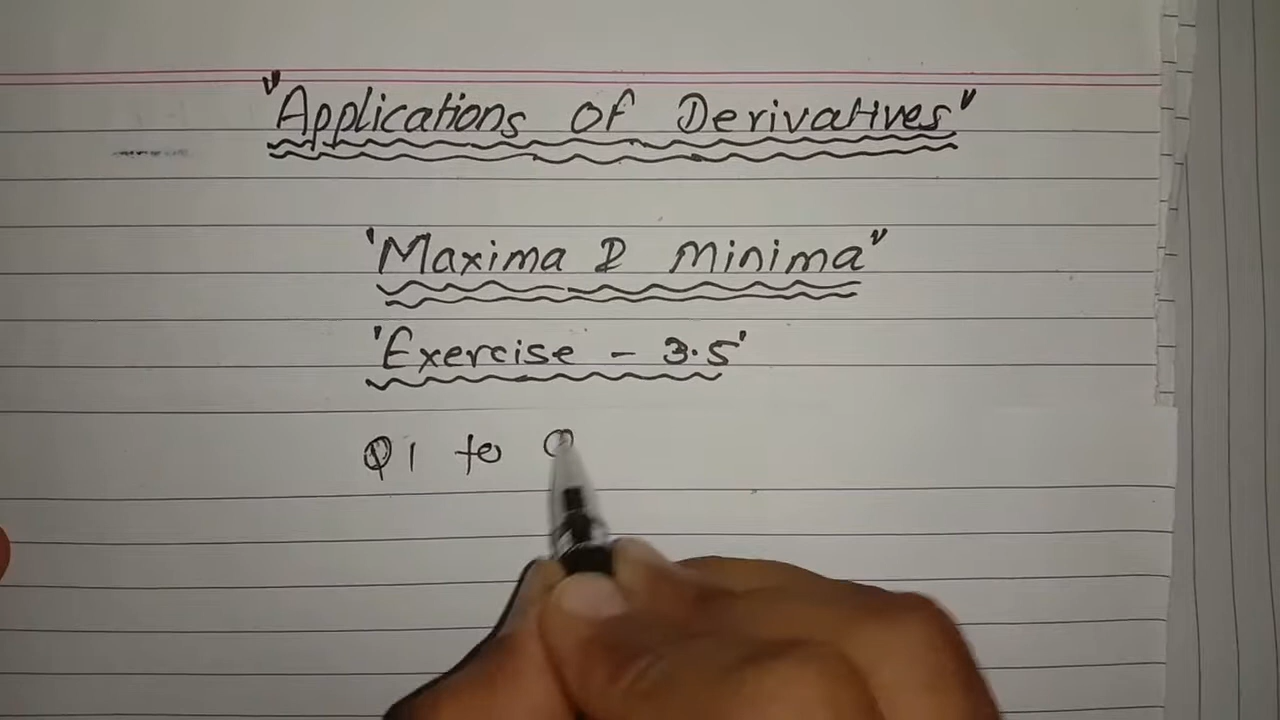 "Applications of Derivatives"
'Maxima & Minima"
'Exercise - 3.5'
Q1 to Q